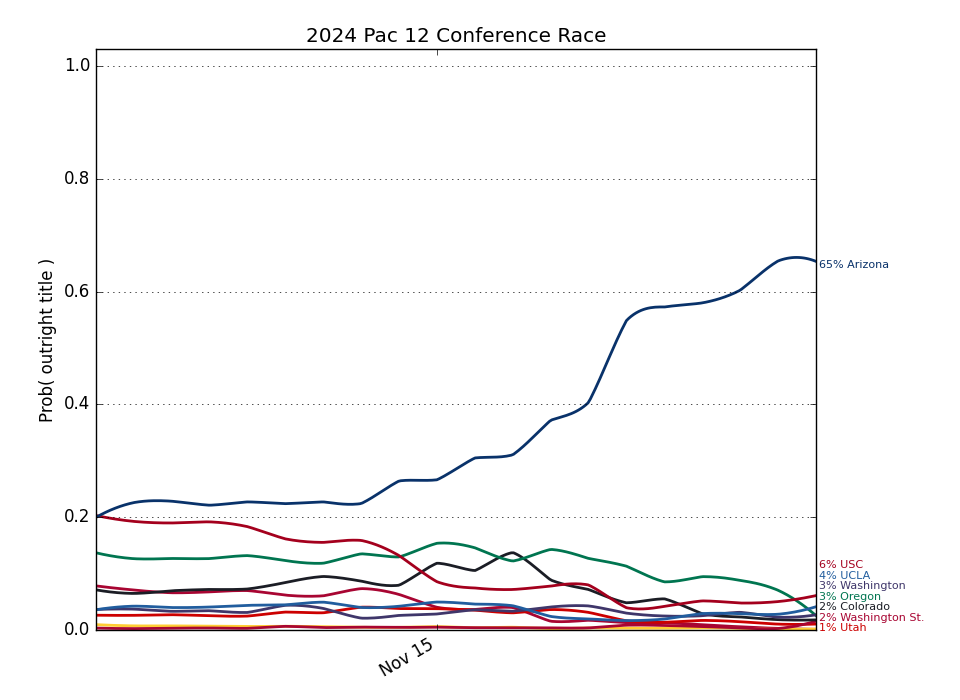 2024 Pac 12 Conference Race
1.0
0.8
0.6
0.4
0.2
0.0
Prob( outright title )
Nov 15
65% Arizona
6% USC
4% UCLA
3% Washington
3% Oregon
2% Colorado
2% Washington St.
1% Utah